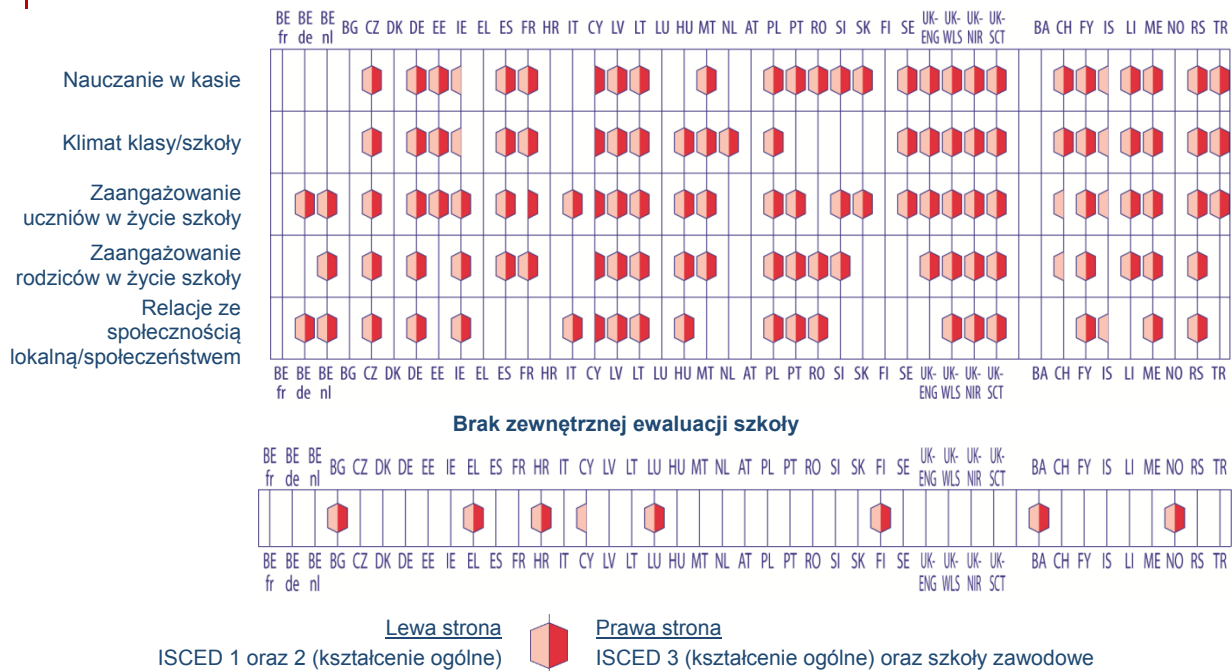 BE BE BE BG CZ DK DE EE IE EL ES FR HR IT CY LV LT LU HU MT NL AT PL PT RO SI SK FI SE UK- UK- UK- UK- BA CH FY IS LI ME NO RS TR
fr de nl ENG WLS NIR SCT
Nauczanie w kasie
Klimat klasy/szkoły
Zaangażowanie
uczniów w życie szkoły
Zaangażowanie
rodziców w życie szkoły
Relacje ze
społecznością
lokalną/społeczeństwem
BE BE BE BG CZ DK DE EE IE EL ES FR HR IT CY LV LT LU HU MT NL AT PL PT RO SI SK FI SE UK- UK- UK- UK- BA CH FY IS LI ME NO RS TR
fr de nl ENG WLS NIR SCT
Brak zewnętrznej ewaluacji szkoły
BE BE BE BG CZ DK DE EE IE EL ES FR HR IT CY LV LT LU HU MT NL AT PL PT RO SI SK FI SE UK- UK- UK- UK- BA CH FY IS LI ME NO RS TR
fr de nl ENG WLS NIR SCT
BE BE BE BG CZ DK DE EE IE EL ES FR HR IT CY LV LT LU HU MT NL AT PL PT RO SI SK FI SE UK- UK- UK- UK- BA CH FY IS LI ME NO RS TR
fr de nl ENG WLS NIR SCT
Lewa strona Prawa strona
ISCED 1 oraz 2 (kształcenie ogólne) ISCED 3 (kształcenie ogólne) oraz szkoły zawodowe